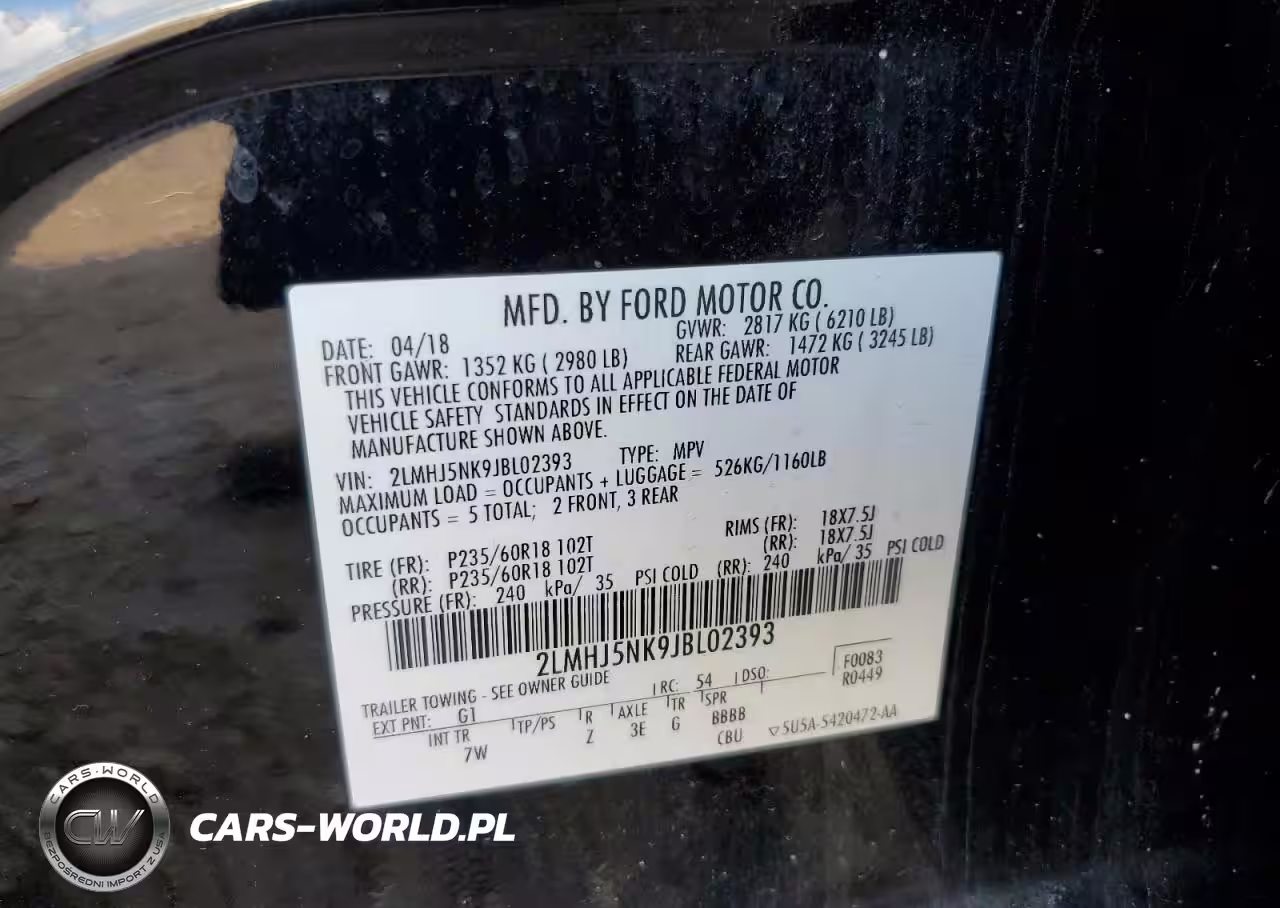 MFD. BY FORD MOTOR CO.
DATE: 04/18 GVWR: 2817 KG ( 6210 LB)
FRONT GAWR: 1352 KG ( 2980 LB) REAR GAWR: 1472 KG ( 3245 LB)
THIS VEHICLE CONFORMS TO ALL APPLICABLE FEDERAL MOTOR
VEHICLE SAFETY STANDARDS IN EFFECT ON THE DATE OF
MANUFACTURE SHOWN ABOVE.
VIN: 2LMHJ5NK9JBL02393 TYPE: MPV
MAXIMUM LOAD = OCCUPANTS + LUGGAGE = 526KG/1160LB
OCCUPANTS = 5 TOTAL; 2 FRONT, 3 REAR
TIRE (FR): P235/60R18 102T RIMS (FR): 18X7.5J
(RR): P235/60R18 102T (RR): 18X7.5J
PRESSURE (FR): 240 kPa/ 35 PSI COLD (RR): 240 kPa/ 35 PSI COLD
2LMHJ5NK9JBL02393
TRAILER TOWING - SEE OWNER GUIDE RC: 54 DSO: F0083
EXT PNT: G1 R0449
INT TR TP/PS R AXLE TR SPR
7W Z 3E G BBBB
CBU ▽5U5A-5420472-AA
CARS-WORLD
CW
BEZPOŚREDNI IMPORT Z USA
CARS-WORLD.PL